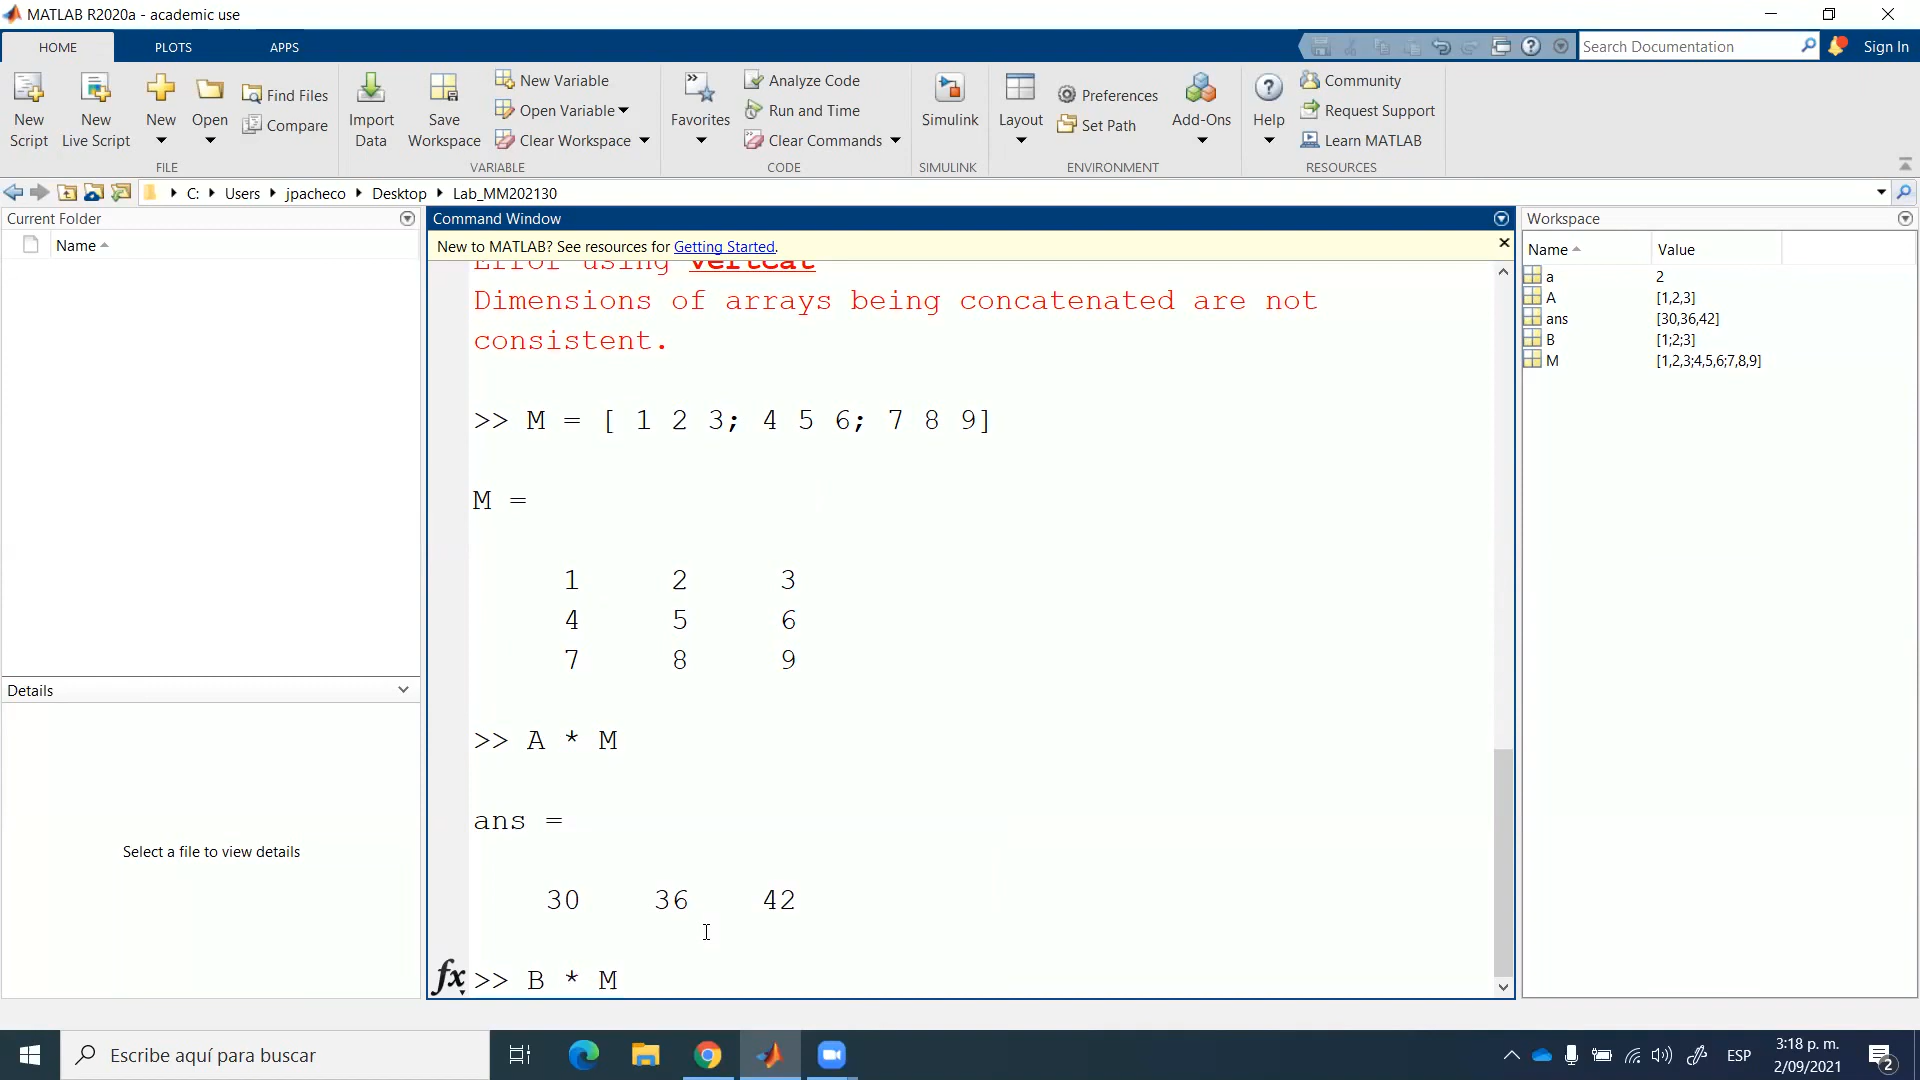 MATLAB R2020a - academic use
HOME PLOTS APPS
Search Documentation
Sign In
New Script
New Live Script
New
Open
Find Files
Compare
FILE
Import Data
Save Workspace
New Variable
Open Variable
Clear Workspace
VARIABLE
Favorites
Analyze Code
Run and Time
Clear Commands
CODE
Simulink
SIMULINK
Layout
Preferences
Set Path
Add-Ons
ENVIRONMENT
Help
Community
Request Support
Learn MATLAB
RESOURCES
C: Users jpacheco Desktop Lab_MM202130
Current Folder
Name
Details
Select a file to view details
Command Window
New to MATLAB? See resources for Getting Started.
Error using vertcat
Dimensions of arrays being concatenated are not
consistent.
>> M = [ 1 2 3; 4 5 6; 7 8 9]
M =
1 2 3
4 5 6
7 8 9
>> A * M
ans =
30 36 42
fx >> B * M
Workspace
Name Value
a 2
A [1,2,3]
ans [30,36,42]
B [1;2;3]
M [1,2,3;4,5,6;7,8,9]
Escribe aquí para buscar
ESP
3:18 p. m.
2/09/2021
2